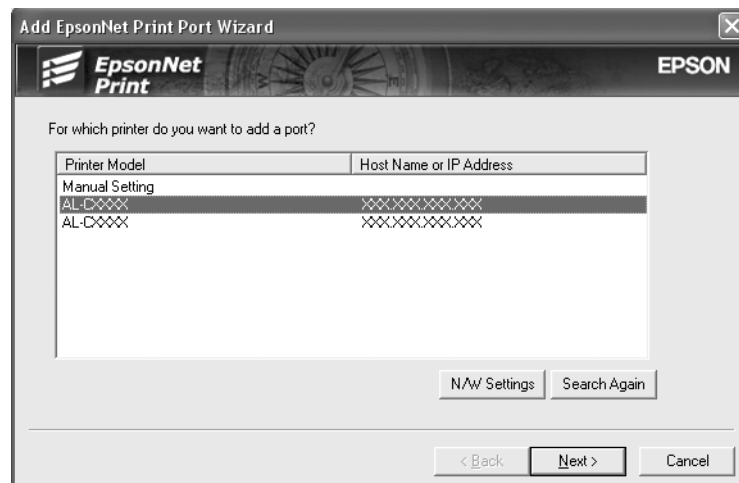 Add EpsonNet Print Port Wizard
EpsonNet
Print
EPSON
For which printer do you want to add a port?
Printer Model Host Name or IP Address
Manual Setting
AL-CXXXX XXX.XXX.XXX.XXX
AL-CXXXX XXX.XXX.XXX.XXX
N/W Settings Search Again
< Back Next > Cancel